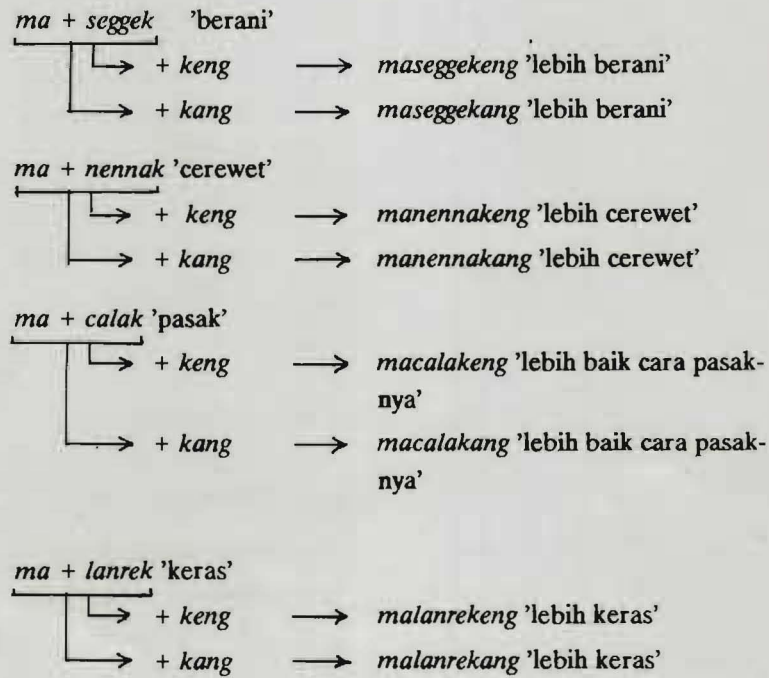 ma + seggek 'berani'
+ keng → maseggekeng 'lebih berani'
+ kang → maseggekang 'lebih berani'
ma + nennak 'cerewet'
+ keng → manennakeng 'lebih cerewet'
+ kang → manennakang 'lebih cerewet'
ma + calak 'pasak'
+ keng → macalakeng 'lebih baik cara pasak-
nya'
+ kang → macalakang 'lebih baik cara pasak-
nya'
ma + lanrek 'keras'
+ keng → malanrekeng 'lebih keras'
+ kang → malanrekang 'lebih keras'